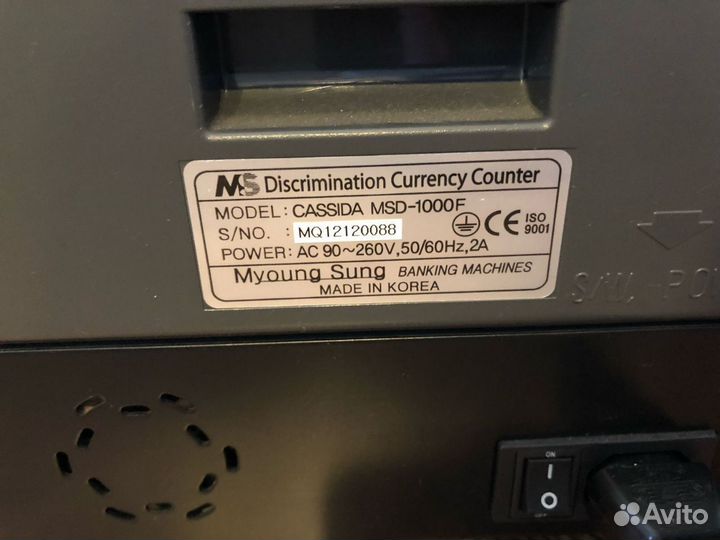 MS Discrimination Currency Counter
MODEL: CASSIDA MSD-1000F
S/NO. : MQ12120088
CE ISO 9001
POWER: AC 90~260V,50/60Hz,2A
Myoung Sung BANKING MACHINES
MADE IN KOREA
ON
I
O
Avito